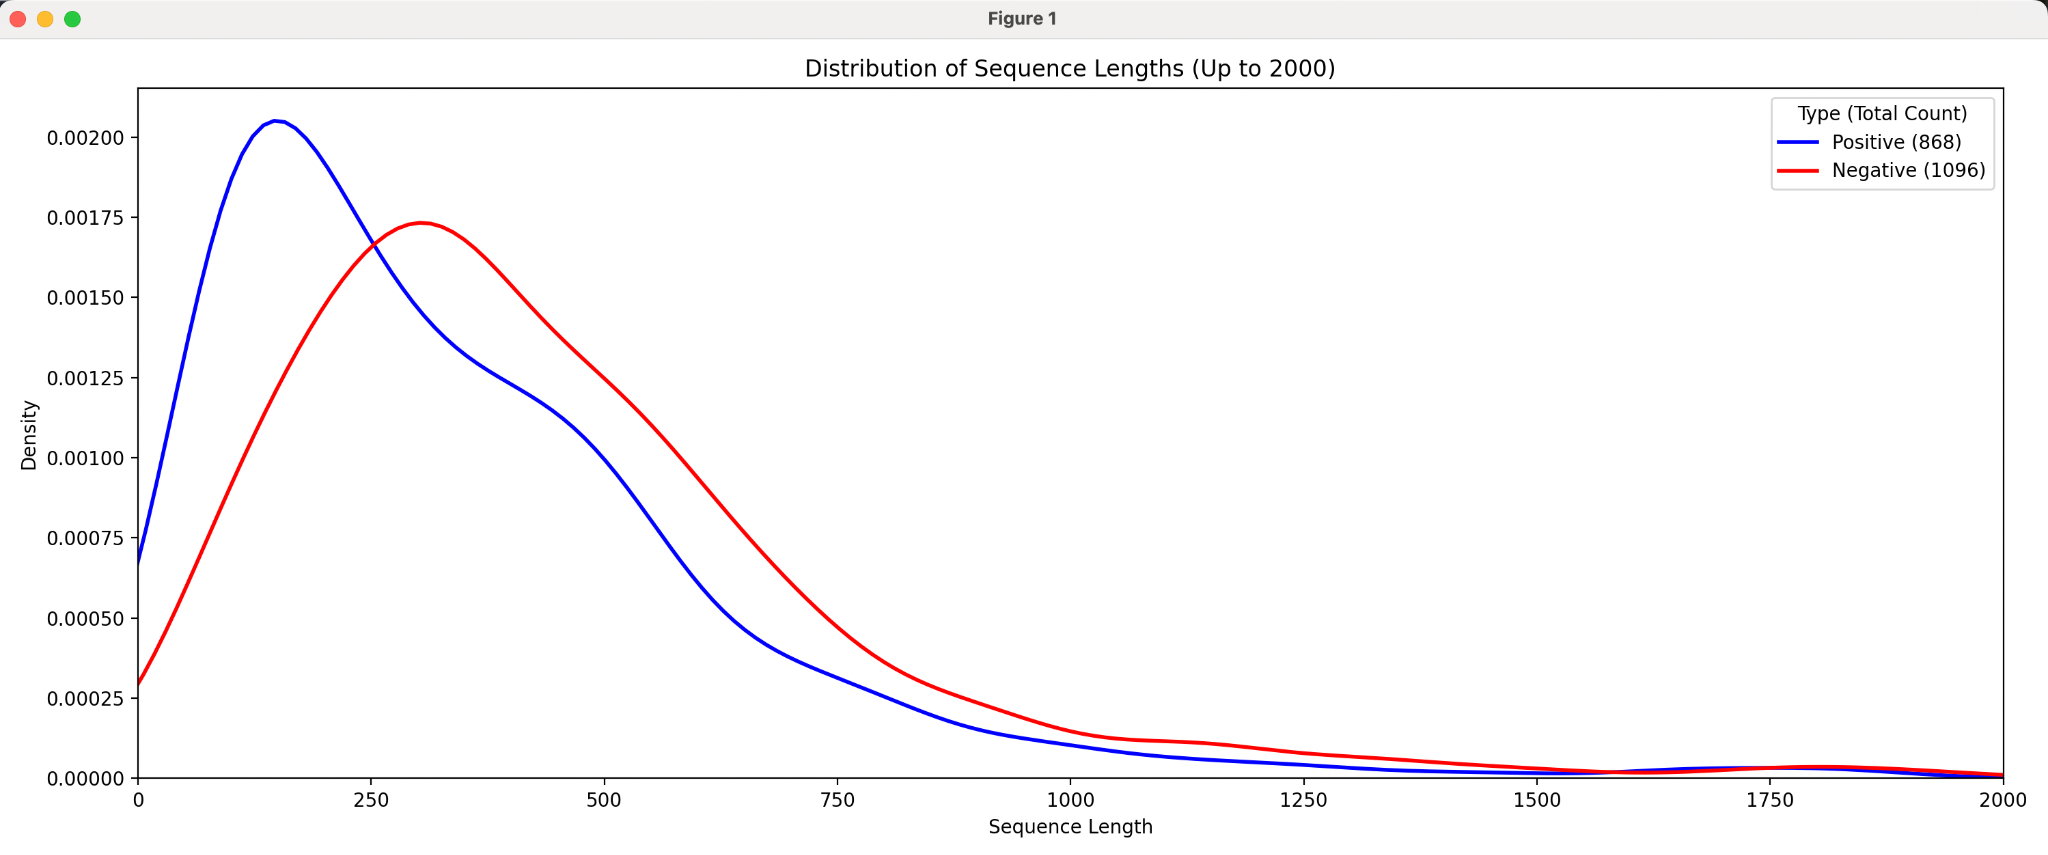 Figure 1
Distribution of Sequence Lengths (Up to 2000)
Type (Total Count)
Positive (868)
Negative (1096)
Density
0.00200
0.00175
0.00150
0.00125
0.00100
0.00075
0.00050
0.00025
0.00000
0 250 500 750 1000 1250 1500 1750 2000
Sequence Length